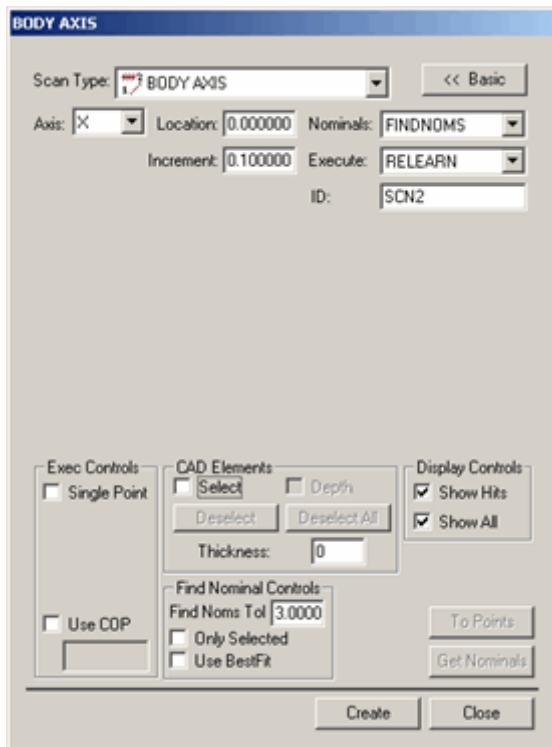 BODY AXIS
Scan Type: BODY AXIS << Basic
Axis: X Location: 0.000000 Nominals: FINDNOMS
Increment: 0.100000 Execute: RELEARN
ID: SCN2
Exec Controls CAD Elements Display Controls
Single Point Select Depth Show Hits
Deselect Deselect All Show All
Thickness: 0
Find Nominal Controls
Use COP Find Noms Tol 3.0000 To Points
Only Selected
Use BestFit Get Nominals
Create Close